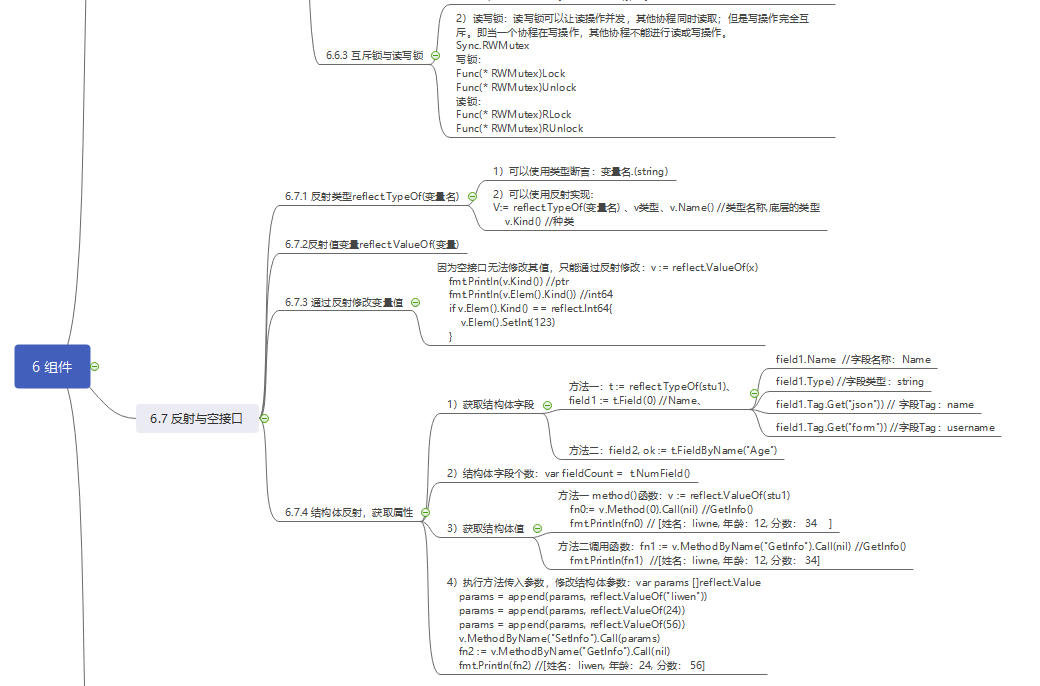 6.6.3 互斥锁与读写锁
2）读写锁：读写锁可以让读操作并发，其他协程同时读取；但是写操作完全互
斥。即当一个协程在写操作，其他协程不能进行读或写操作。
Sync.RWMutex
写锁：
Func(* RWMutex)Lock
Func(* RWMutex)Unlock
读锁：
Func(* RWMutex)RLock
Func(* RWMutex)RUnlock
6 组件
6.7 反射与空接口
6.7.1 反射类型reflect.TypeOf(变量名)
1）可以使用类型断言：变量名.(string)
2）可以使用反射实现:
V:= reflect.TypeOf(变量名) 、v类型、v.Name() //类型名称.底层的类型
v.Kind() //种类
6.7.2反射值变量reflect.ValueOf(变量)
6.7.3 通过反射修改变量值
因为空接口无法修改其值，只能通过反射修改：v := reflect.ValueOf(x)
fmt.Println(v.Kind()) //ptr
fmt.Println(v.Elem().Kind()) //int64
if v.Elem().Kind() == reflect.Int64{
v.Elem().SetInt(123)
}
6.7.4 结构体反射，获取属性
1）获取结构体字段
方法一：t := reflect.TypeOf(stu1)、
field1 := t.Field(0) //Name、
field1.Name //字段名称：Name
field1.Type) //字段类型：string
field1.Tag.Get("json")) // 字段Tag：name
field1.Tag.Get("form")) //字段Tag：username
方法二：field2, ok := t.FieldByName("Age")
2）结构体字段个数：var fieldCount = t.NumField()
3）获取结构体值
方法一 method()函数：v := reflect.ValueOf(stu1)
fn0:= v.Method(0).Call(nil) //GetInfo()
fmt.Println(fn0) // [姓名：liwne, 年龄：12, 分数： 34 ]
方法二调用函数：fn1 := v.MethodByName("GetInfo").Call(nil) //GetInfo()
fmt.Println(fn1) //[姓名：liwne, 年龄：12, 分数： 34]
4）执行方法传入参数，修改结构体参数：var params []reflect.Value
params = append(params, reflect.ValueOf("liwen"))
params = append(params, reflect.ValueOf(24))
params = append(params, reflect.ValueOf(56))
v.MethodByName("SetInfo").Call(params)
fn2 := v.MethodByName("GetInfo").Call(nil)
fmt.Println(fn2) //[姓名：liwen, 年龄：24, 分数： 56]